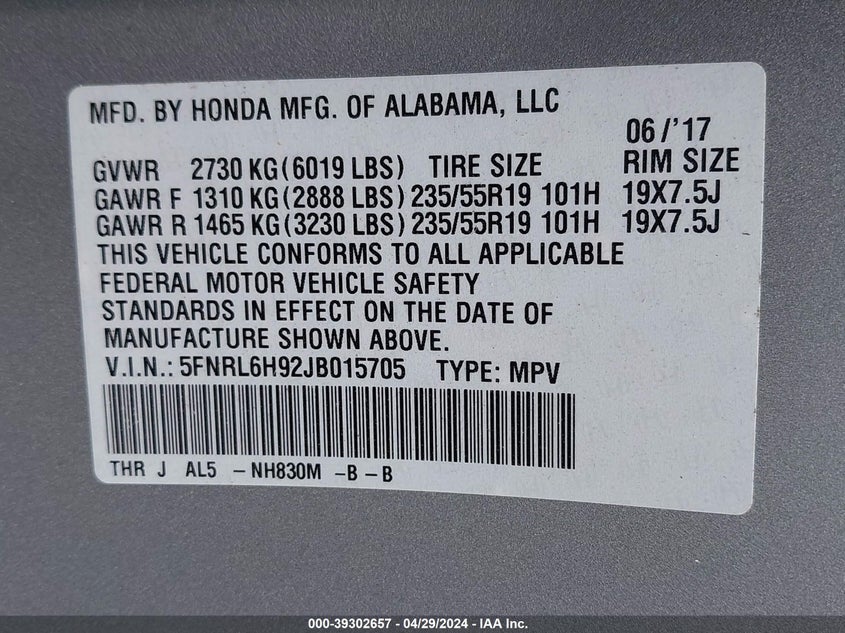 MFD. BY HONDA MFG. OF ALABAMA, LLC
06/'17
GVWR 2730 KG(6019 LBS) TIRE SIZE RIM SIZE
GAWR F 1310 KG(2888 LBS) 235/55R19 101H 19X7.5J
GAWR R 1465 KG(3230 LBS) 235/55R19 101H 19X7.5J
THIS VEHICLE CONFORMS TO ALL APPLICABLE
FEDERAL MOTOR VEHICLE SAFETY
STANDARDS IN EFFECT ON THE DATE OF
MANUFACTURE SHOWN ABOVE.
V.I.N.: 5FNRL6H92JB015705 TYPE: MPV
THR J AL5 -NH830M -B-B
000-39302657 - 04/29/2024 - IAA Inc.